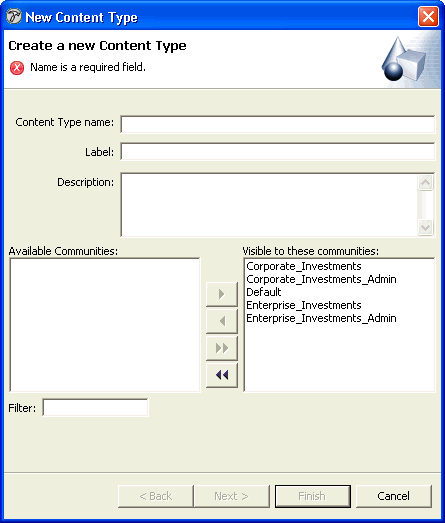 New Content Type
Create a new Content Type
Name is a required field.
Content Type name:
Label:
Description:
Available Communities:
Visible to these communities:
Corporate_Investments
Corporate_Investments_Admin
Default
Enterprise_Investments
Enterprise_Investments_Admin
Filter:
< Back
Next >
Finish
Cancel